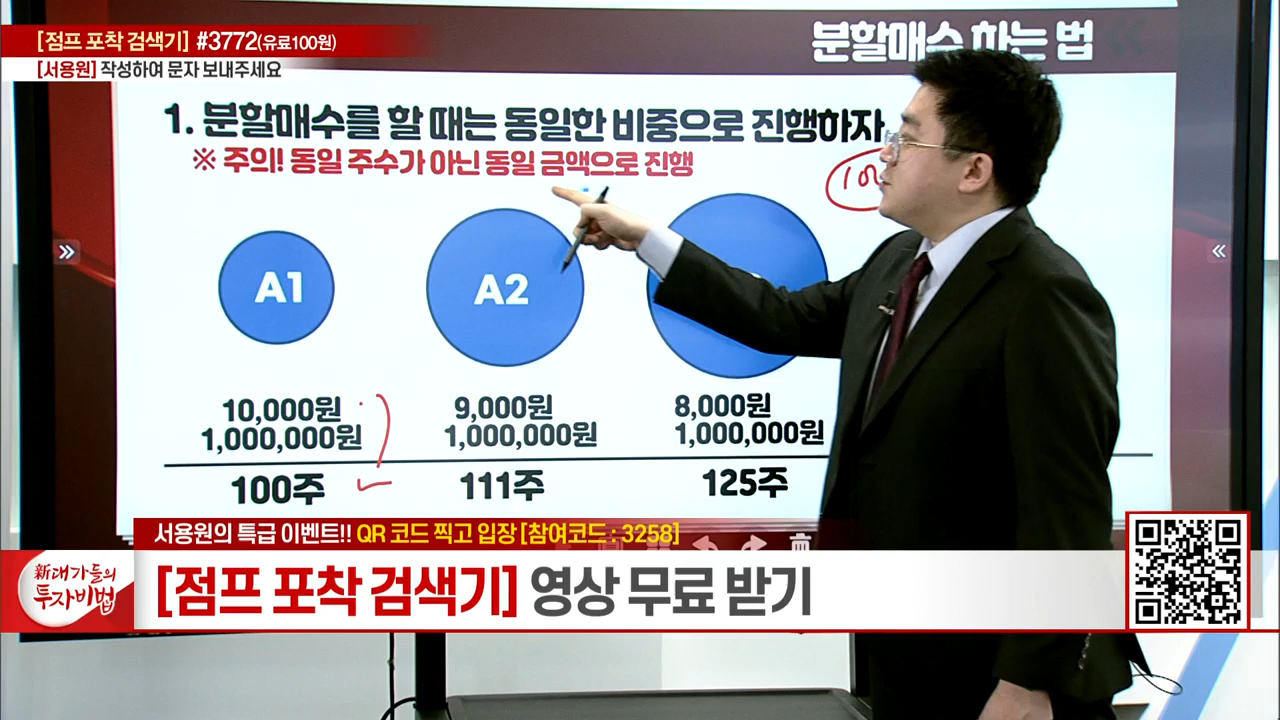 [점프 포착 검색기] #3772(유료100원)
[서용원] 작성하여 문자 보내주세요
분할매수 하는 법
1. 분할매수를 할 때는 동일한 비중으로 진행하자
※ 주의! 동일 주수가 아닌 동일 금액으로 진행
A1
A2
10,000원
1,000,000원
100주
9,000원
1,000,000원
111주
8,000원
1,000,000원
125주
서용원의 특급 이벤트!! QR 코드 찍고 입장 [참여코드 : 3258]
新대가들의
투자비법
[점프 포착 검색기] 영상 무료 받기